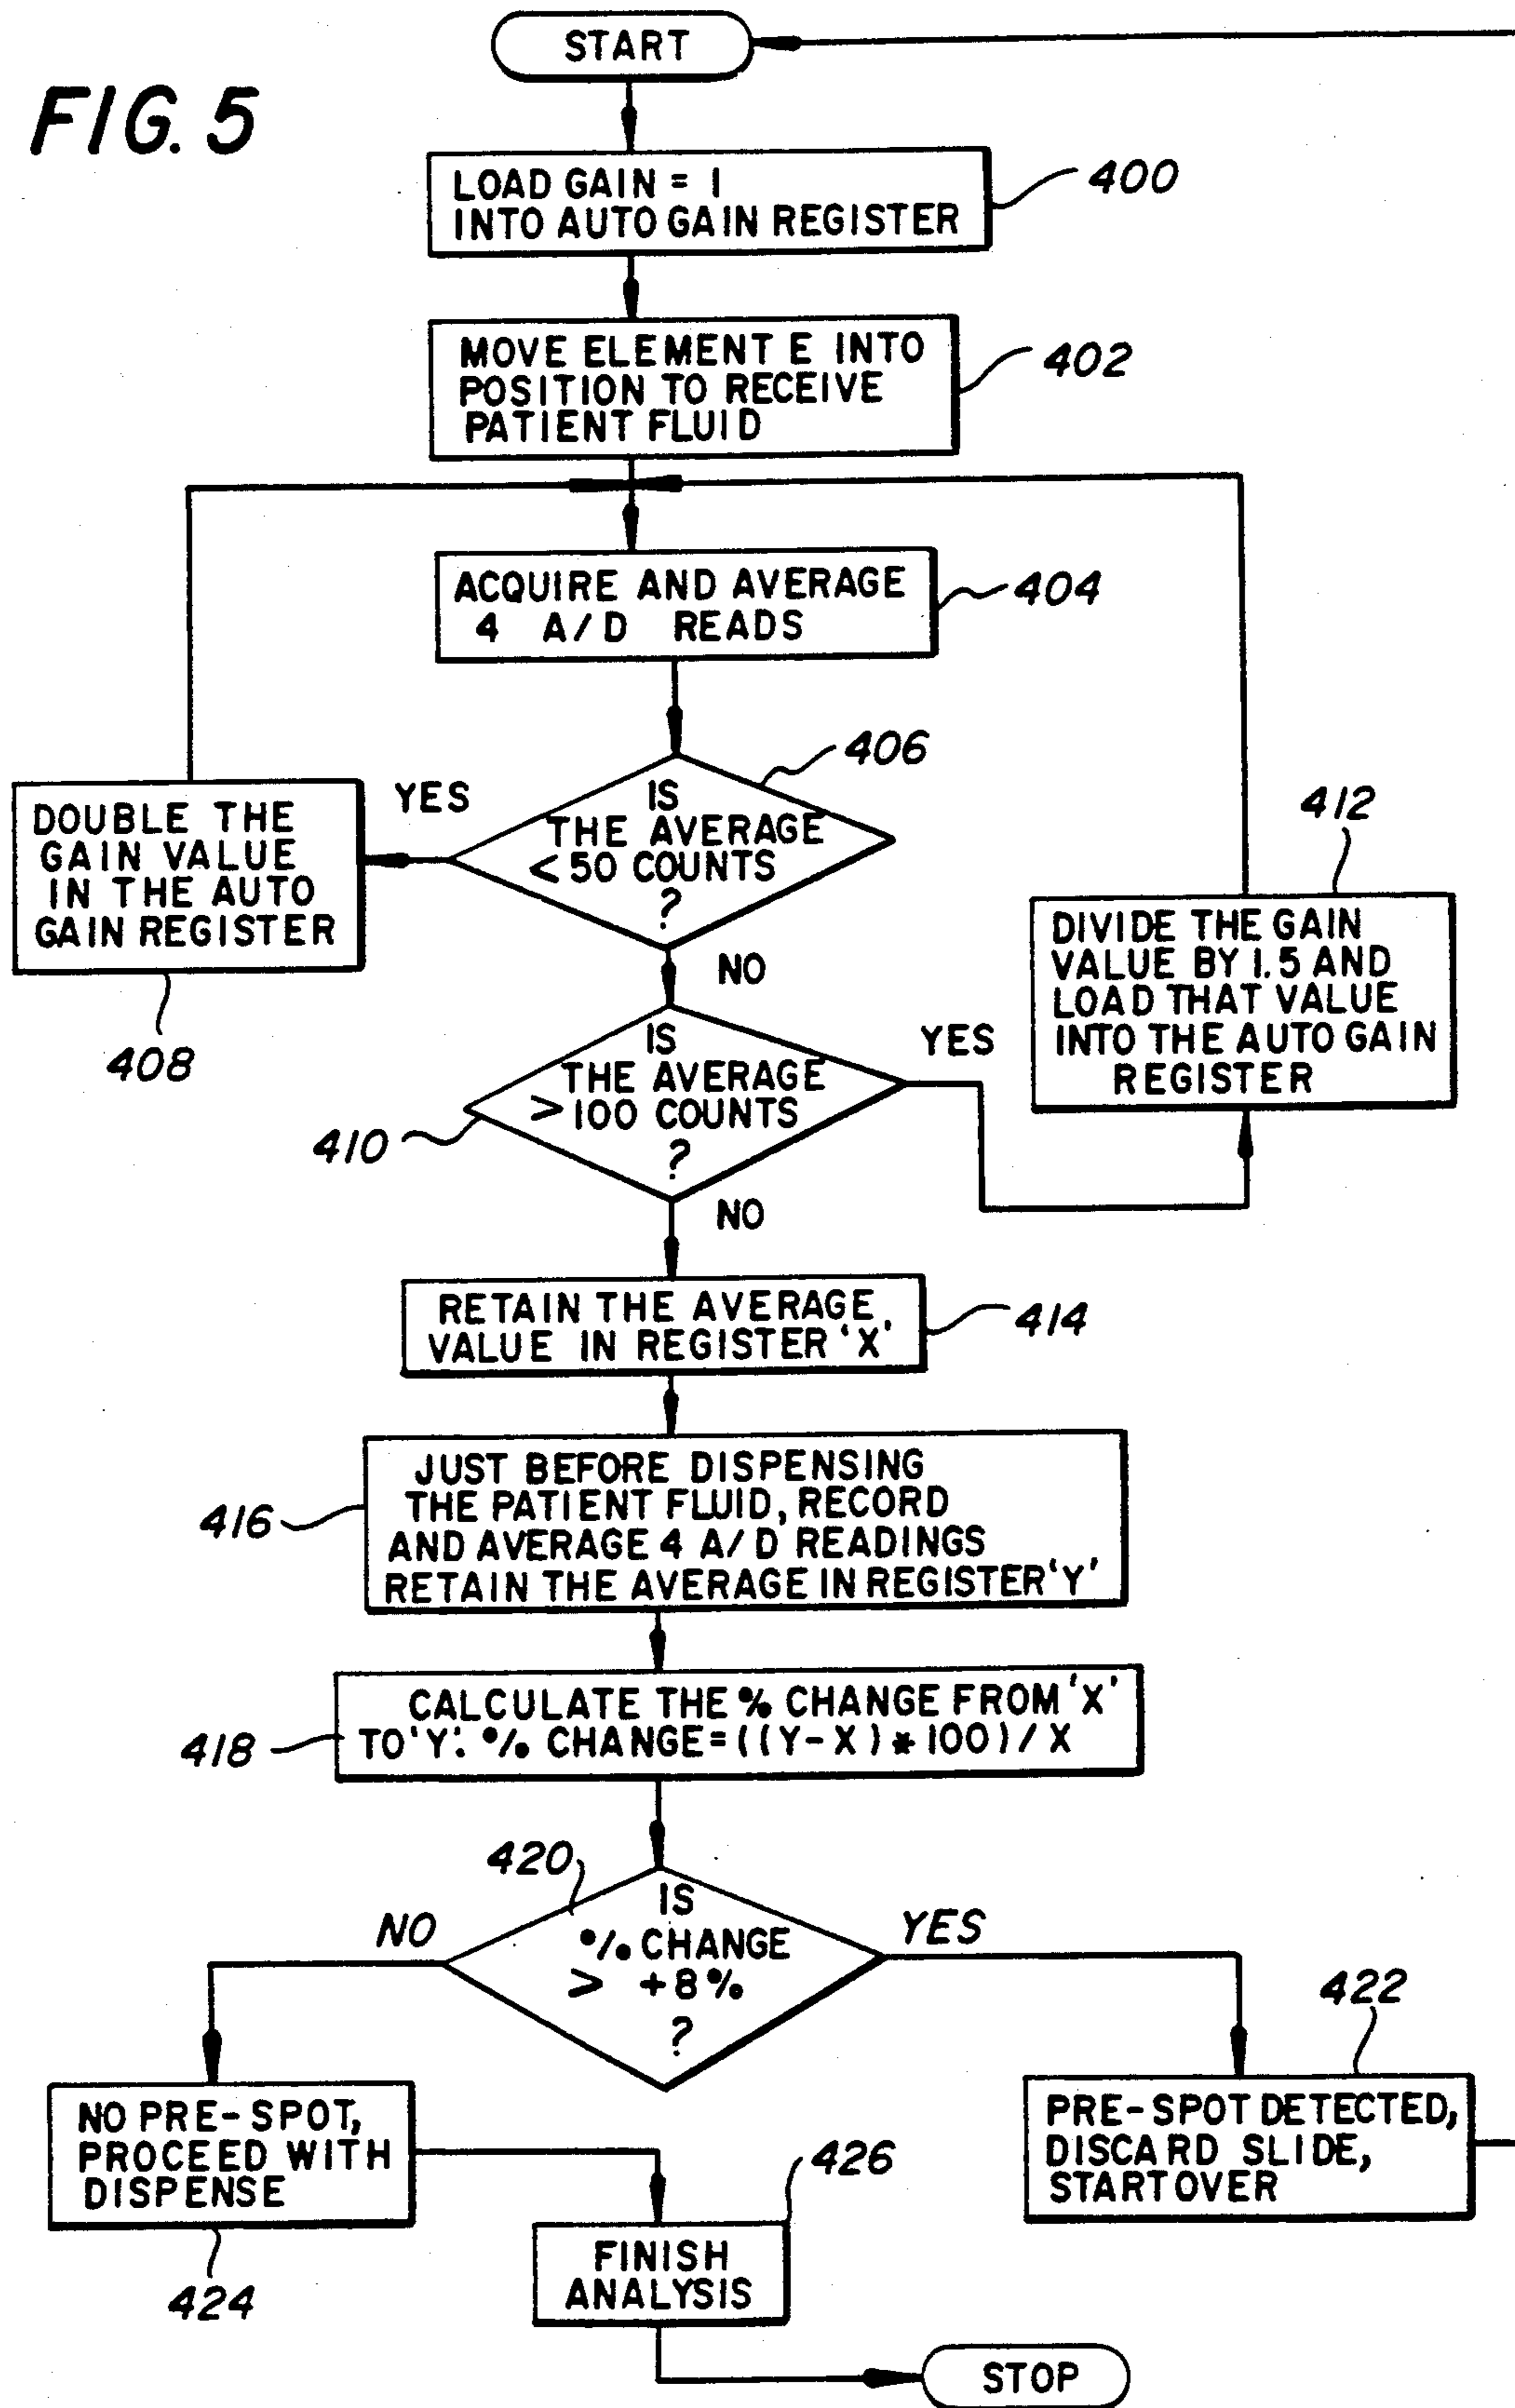 FIG. 5
START
LOAD GAIN = 1
INTO AUTO GAIN REGISTER
400
MOVE ELEMENT E INTO
POSITION TO RECEIVE
PATIENT FLUID
402
ACQUIRE AND AVERAGE
4 A/D READS
404
406
IS
THE AVERAGE
< 50 COUNTS
?
YES
NO
DOUBLE THE
GAIN VALUE
IN THE AUTO
GAIN REGISTER
408
IS
THE AVERAGE
> 100 COUNTS
?
410
YES
NO
412
DIVIDE THE GAIN
VALUE BY 1.5 AND
LOAD THAT VALUE
INTO THE AUTO GAIN
REGISTER
RETAIN THE AVERAGE
VALUE IN REGISTER 'X'
414
JUST BEFORE DISPENSING
THE PATIENT FLUID, RECORD
AND AVERAGE 4 A/D READINGS
RETAIN THE AVERAGE IN REGISTER 'Y'
416
CALCULATE THE % CHANGE FROM 'X'
TO 'Y'. % CHANGE=((Y-X)*100)/X
418
420
IS
% CHANGE
> +8%
?
NO
YES
422
PRE-SPOT DETECTED,
DISCARD SLIDE,
START OVER
NO PRE-SPOT,
PROCEED WITH
DISPENSE
424
426
FINISH
ANALYSIS
STOP